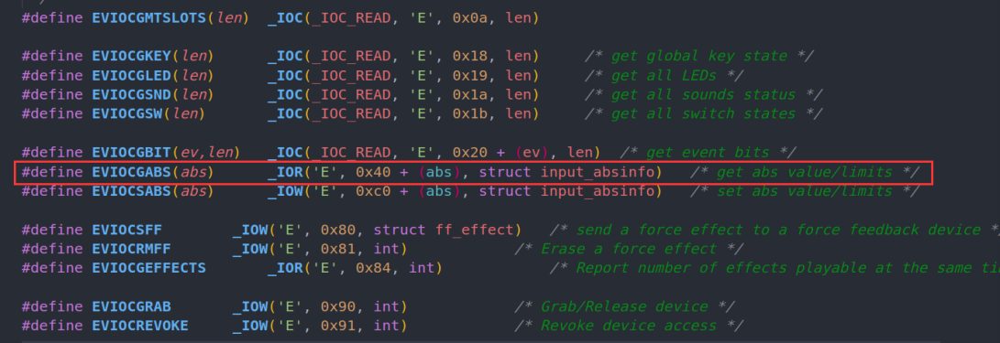 #define EVIOCGMTSLOTS(len)  _IOC(_IOC_READ, 'E', 0x0a, len)
#define EVIOCGKEY(len)      _IOC(_IOC_READ, 'E', 0x18, len)      /* get global key state */
#define EVIOCGLED(len)      _IOC(_IOC_READ, 'E', 0x19, len)      /* get all LEDs */
#define EVIOCGSND(len)      _IOC(_IOC_READ, 'E', 0x1a, len)      /* get all sounds status */
#define EVIOCGSW(len)       _IOC(_IOC_READ, 'E', 0x1b, len)      /* get all switch states */
#define EVIOCGBIT(ev,len)   _IOC(_IOC_READ, 'E', 0x20 + (ev), len)  /* get event bits */
#define EVIOCGABS(abs)      _IOR('E', 0x40 + (abs), struct input_absinfo)   /* get abs value/limits */
#define EVIOCSABS(abs)      _IOW('E', 0xc0 + (abs), struct input_absinfo)   /* set abs value/limits */
#define EVIOCSFF        _IOW('E', 0x80, struct ff_effect)   /* send a force effect to a force feedback device */
#define EVIOCRMFF       _IOW('E', 0x81, int)            /* Erase a force effect */
#define EVIOCGEFFECTS       _IOR('E', 0x84, int)            /* Report number of effects playable at the same
#define EVIOCGRAB       _IOW('E', 0x90, int)            /* Grab/Release device */
#define EVIOCREVOKE     _IOW('E', 0x91, int)            /* Revoke device access */